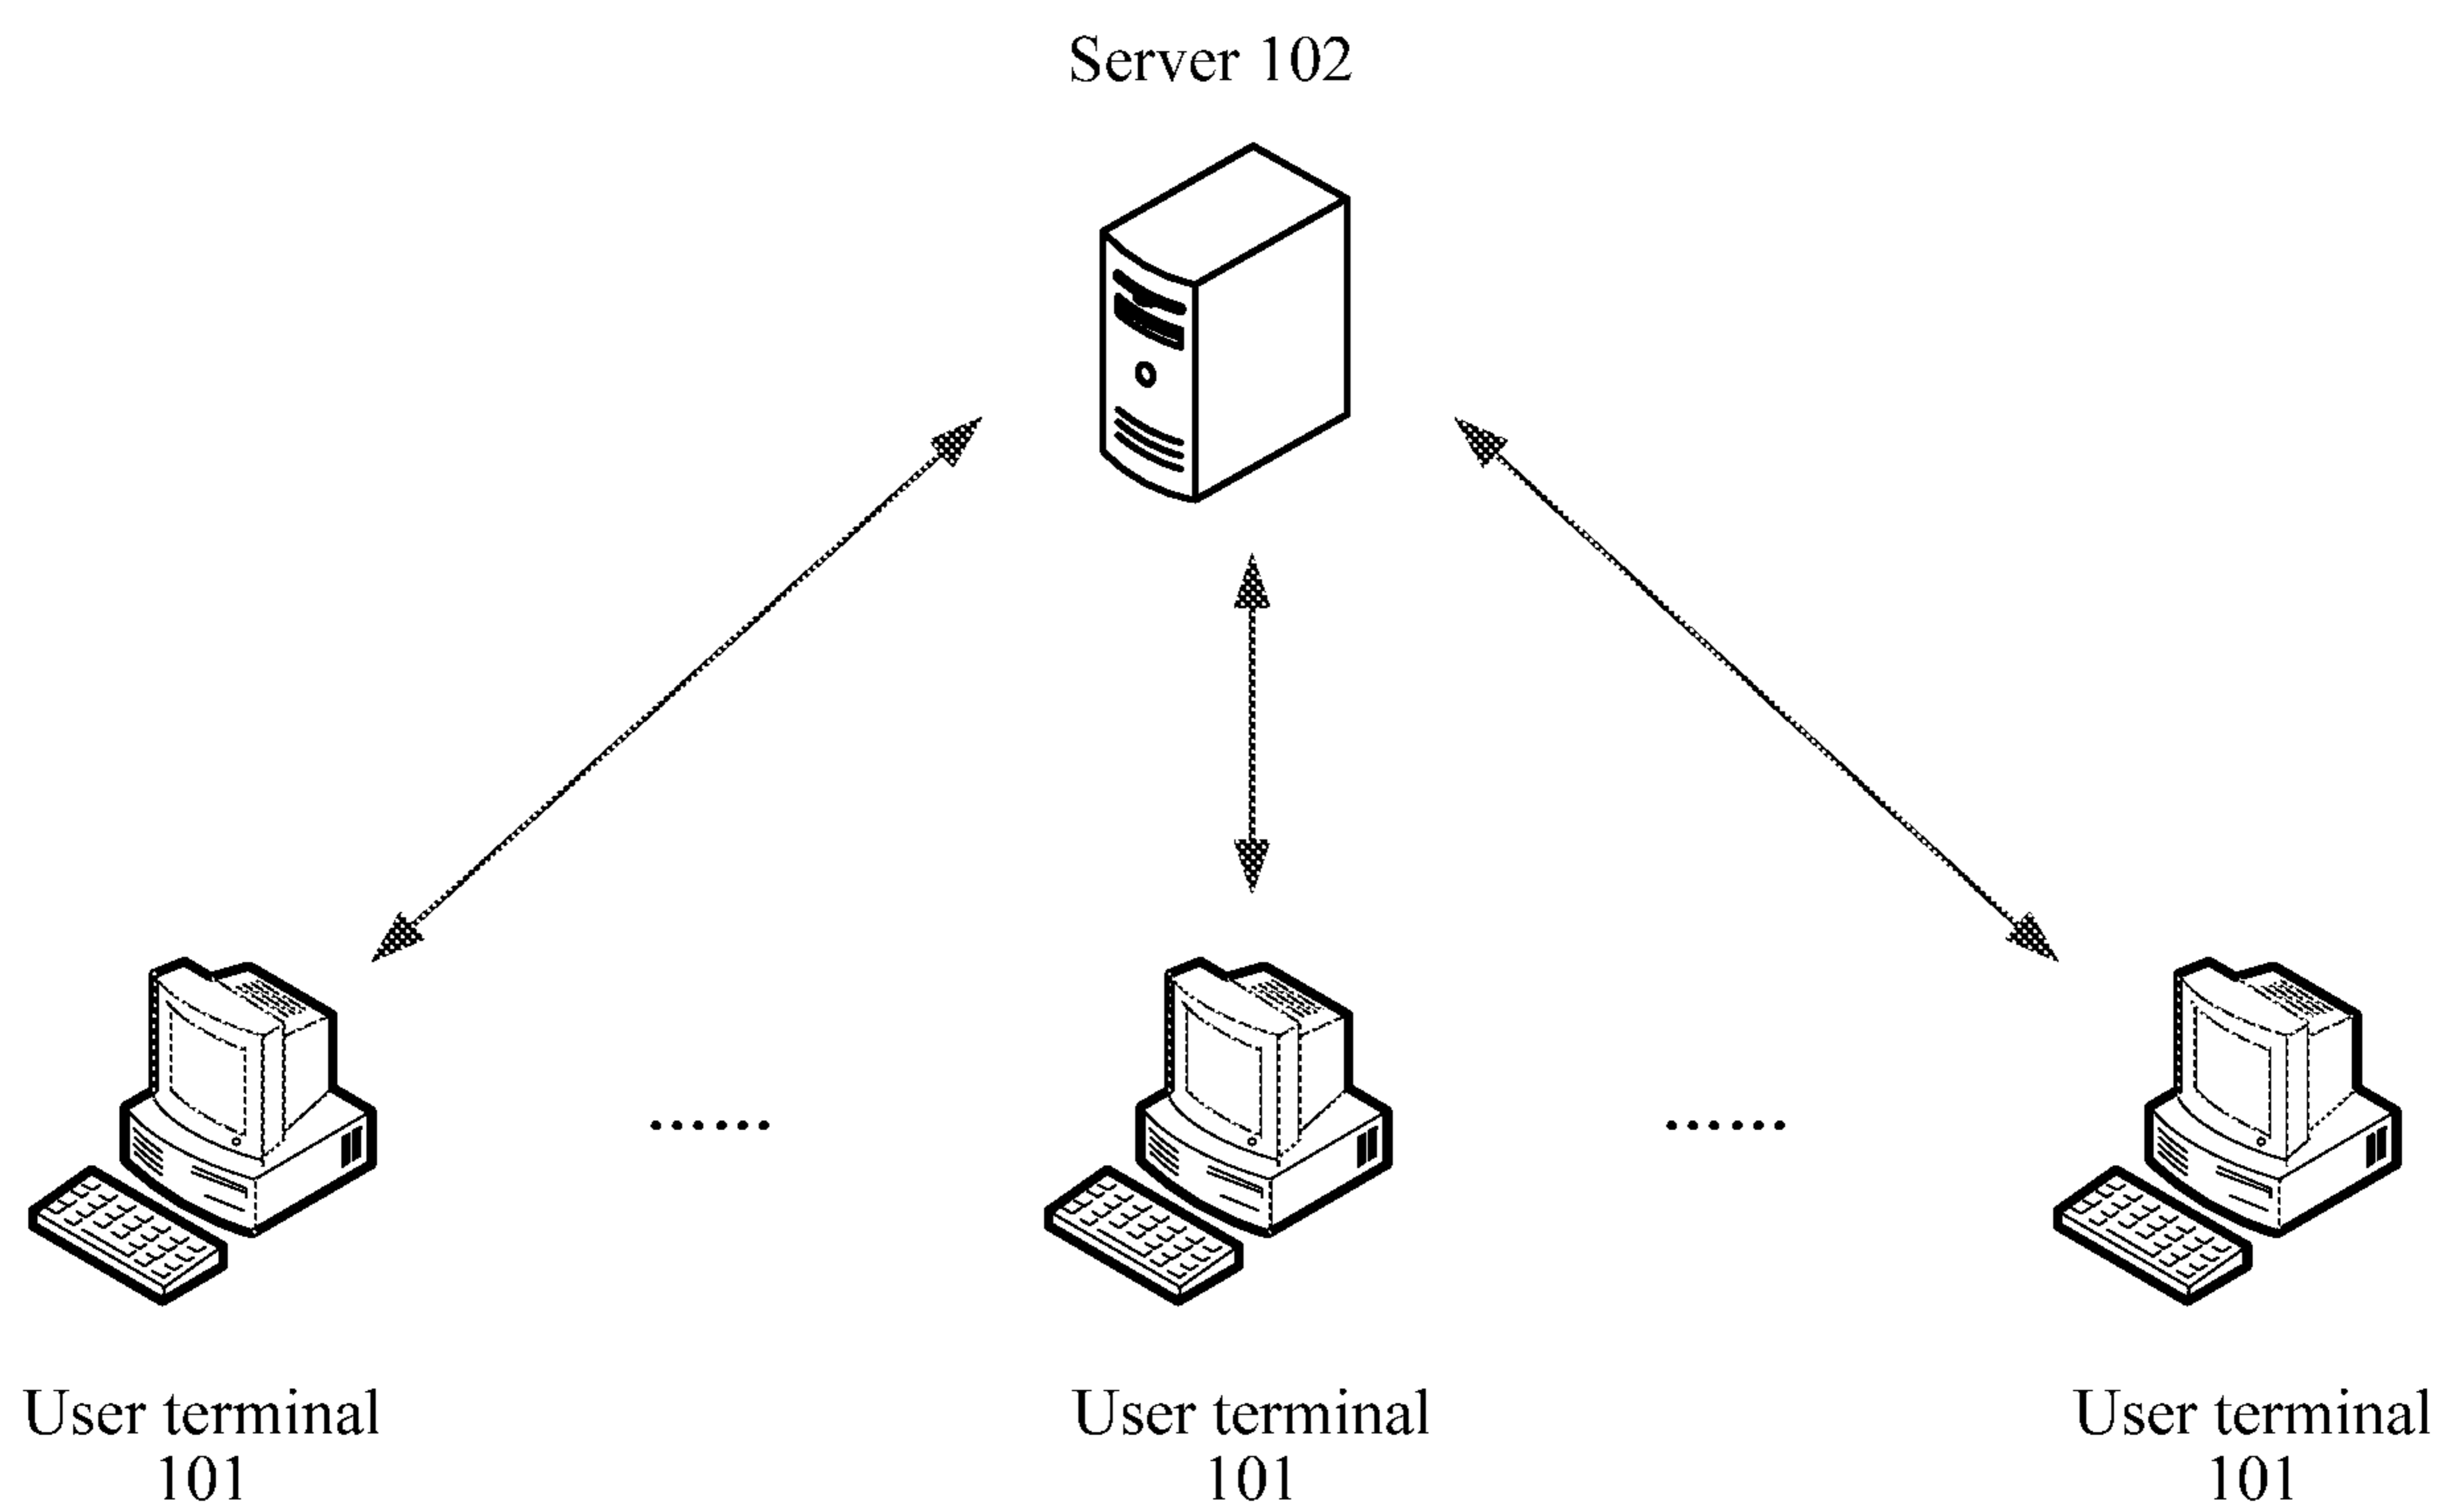 Server 102
......
......
User terminal
101
User terminal
101
User terminal
101